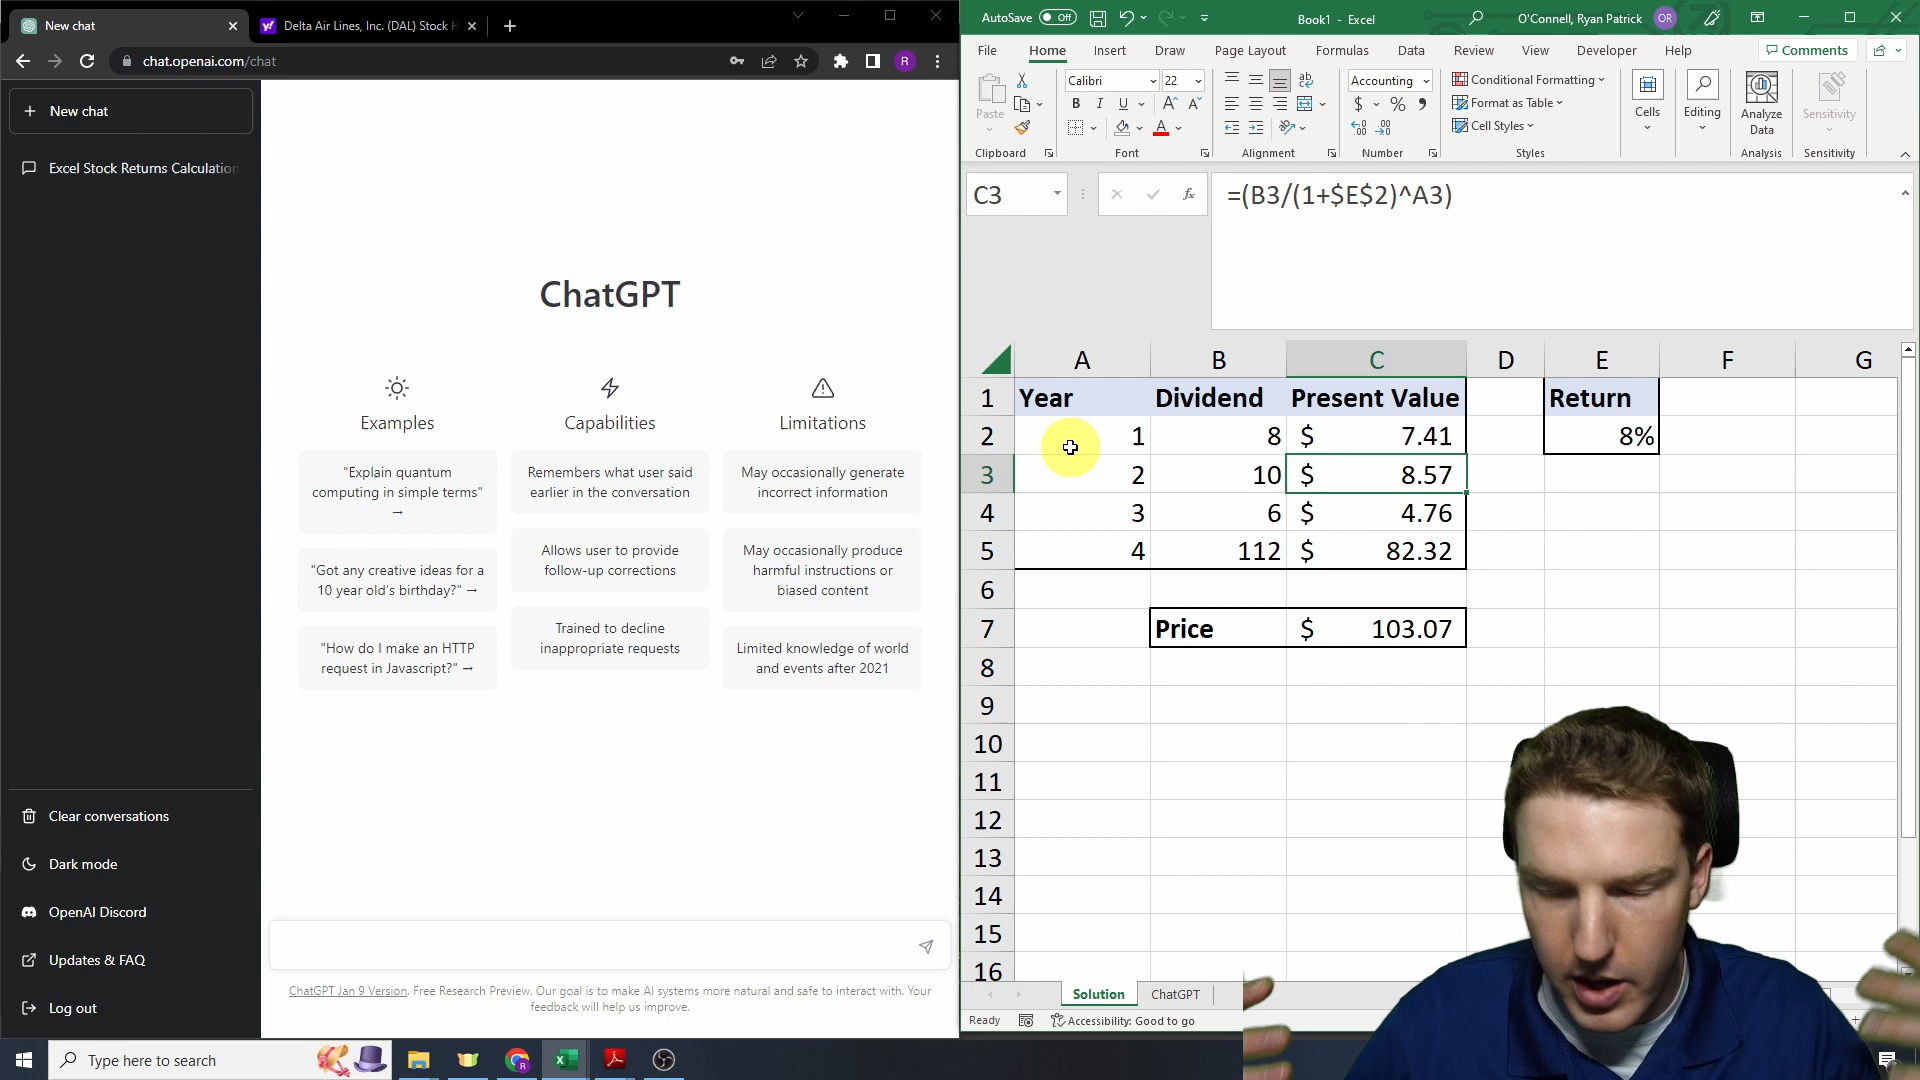 New chat
Delta Air Lines, Inc. (DAL) Stock H
chat.openai.com/chat
R
New chat
Excel Stock Returns Calculation
ChatGPT
Examples
Capabilities
Limitations
"Explain quantum
computing in simple terms"
→
Remembers what user said
earlier in the conversation
May occasionally generate
incorrect information
"Got any creative ideas for a
10 year old's birthday?" →
Allows user to provide
follow-up corrections
May occasionally produce
harmful instructions or
biased content
"How do I make an HTTP
request in Javascript?" →
Trained to decline
inappropriate requests
Limited knowledge of world
and events after 2021
Clear conversations
Dark mode
OpenAI Discord
Updates & FAQ
Log out
ChatGPT Jan 9 Version. Free Research Preview. Our goal is to make AI systems more natural and safe to interact with. Your
feedback will help us improve.
Type here to search
AutoSave Off
Book1 - Excel
O'Connell, Ryan Patrick OR
File Home Insert Draw Page Layout Formulas Data Review View Developer Help
Comments
Paste
Clipboard
Calibri 22
B I U
Font
Alignment
Accounting
$ % ,
Number
Conditional Formatting
Format as Table
Cell Styles
Styles
Cells
Editing
Analyze
Data
Analysis
Sensitivity
Sensitivity
C3
fx
=(B3/(1+$E$2)^A3)
A B C D E F G
1 Year Dividend Present Value Return
2 1 8 $ 7.41 8%
3 2 10 $ 8.57
4 3 6 $ 4.76
5 4 112 $ 82.32
6
7 Price $ 103.07
8
9
10
11
12
13
14
15
16
Solution ChatGPT
Ready Accessibility: Good to go